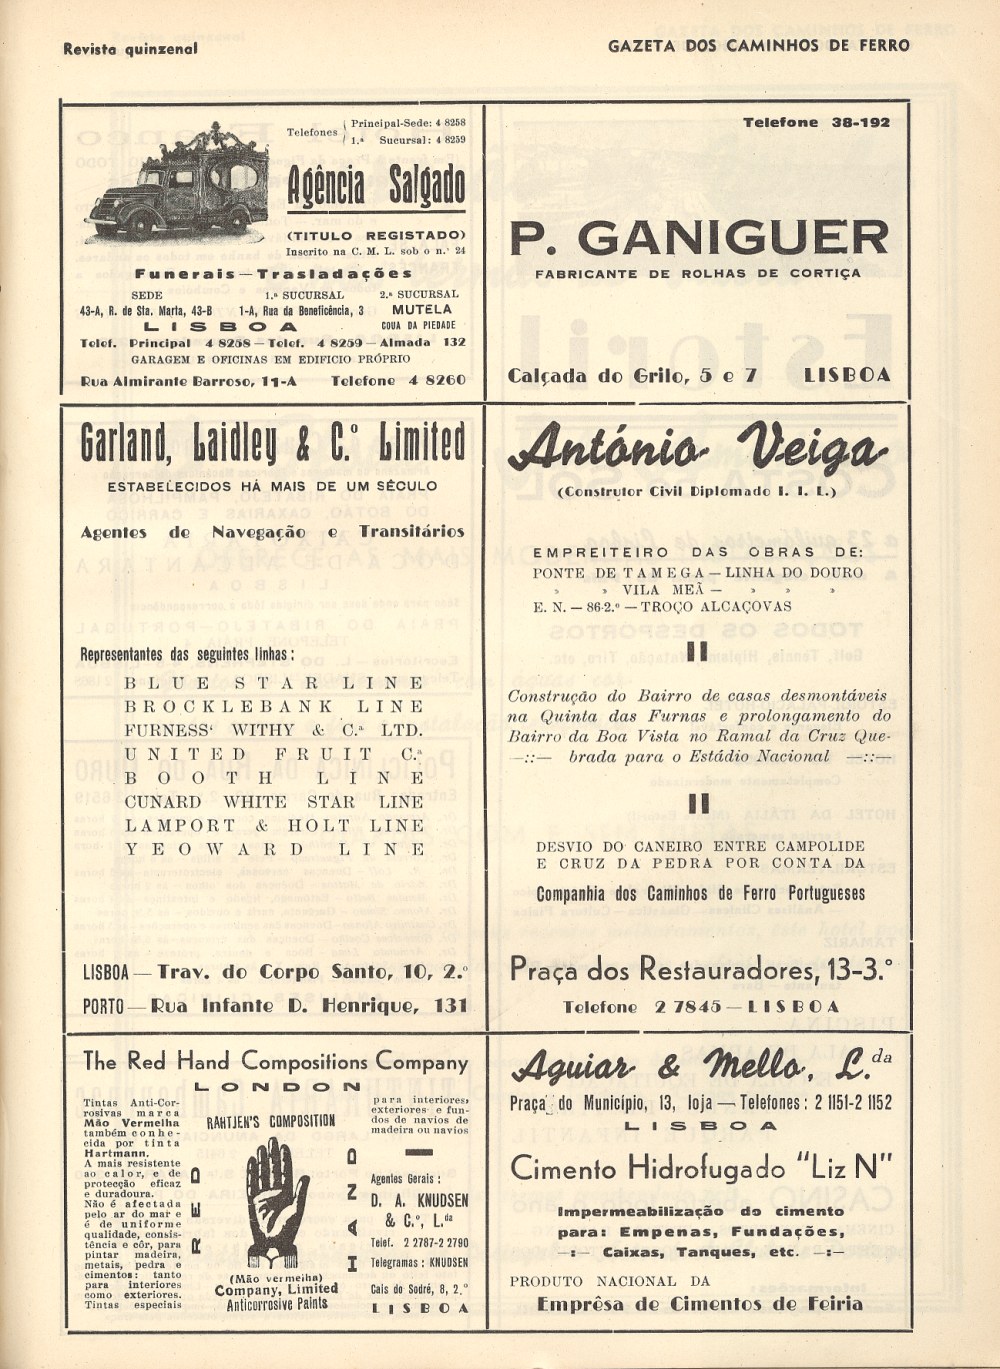 Revista quinzenal
GAZETA DOS CAMINHOS DE FERRO
Telefones
Principal-Sede: 4 8258
1.ª Sucursal: 4 8259
Agência Salgado
(TITULO REGISTADO)
Inscrito na C. M. L. sob o n.º 24
Funerais — Trasladações
SEDE 1.ª SUCURSAL 2.ª SUCURSAL
43-A, R. de Sta. Marta, 43-B 1-A, Rua da Beneficência, 3 MUTELA
LISBOA COUA DA PIEDADE
Telef. Principal 4 8258 — Telef. 4 8259 — Almada 132
GARAGEM E OFICINAS EM EDIFICIO PRÓPRIO
Rua Almirante Barroso, 11-A Telefone 4 8260
Telefone 38-192
P. GANIGUER
FABRICANTE DE ROLHAS DE CORTIÇA
Calçada do Grilo, 5 e 7 LISBOA
Garland, Laidley & C.º Limited
ESTABELECIDOS HÁ MAIS DE UM SÉCULO
Agentes de Navegação e Transitários
Representantes das seguintes linhas:
BLUE STAR LINE
BROCKLEBANK LINE
FURNESS' WITHY & C.ª LTD.
UNITED FRUIT C.ª
BOOTH LINE
CUNARD WHITE STAR LINE
LAMPORT & HOLT LINE
YEOWARD LINE
LISBOA — Trav. do Corpo Santo, 10, 2.º
PORTO — Rua Infante D. Henrique, 131
António Veiga
(Construtor Civil Diplomado I. I. L.)
EMPREITEIRO DAS OBRAS DE:
PONTE DE TAMEGA — LINHA DO DOURO
» » VILA MEÃ — » » »
E. N. — 86-2.º — TROÇO ALCAÇOVAS
Construção do Bairro de casas desmontáveis
na Quinta das Furnas e prolongamento do
Bairro da Boa Vista no Ramal da Cruz Que-
—::— brada para o Estádio Nacional —::—
DESVIO DO CANEIRO ENTRE CAMPOLIDE
E CRUZ DA PEDRA POR CONTA DA
Companhia dos Caminhos de Ferro Portugueses
Praça dos Restauradores, 13-3.º
Telefone 2 7845 — LISBOA
The Red Hand Compositions Company
LONDON
Tintas Anti-Cor-
rosivas marca
Mão Vermelha
também conhe-
cida por tinta
Hartmann.
A mais resistente
ao calor, e de
protecção eficaz
e duradoura.
Não é afectada
pelo ar do mar e
é de uniforme
qualidade, consis-
tência e côr, para
pintar madeira,
metais, pedra e
cimentos: tanto
para interiores
como exteriores.
Tintas especiais
RAHTJEN'S COMPOSITION
RED
HAND
(Mão vermelha)
Company, Limited
Anticorrosive Paints
para interiores,
exteriores e fun-
dos de navios de
madeira ou navios
Agentes Gerais:
D. A. KNUDSEN
& C.º, L.da
Telef. 2 2787-2 2790
Telegramas: KNUDSEN
Cais do Sodré, 8, 2.º
LISBOA
Aguiar & Mello, L.da
Praça do Município, 13, loja — Telefones: 2 1151-2 1152
LISBOA
Cimento Hidrofugado "Liz N"
Impermeabilização do cimento
para: Empenas, Fundações,
—:— Caixas, Tanques, etc. —:—
PRODUTO NACIONAL DA
Emprêsa de Cimentos de Feiria